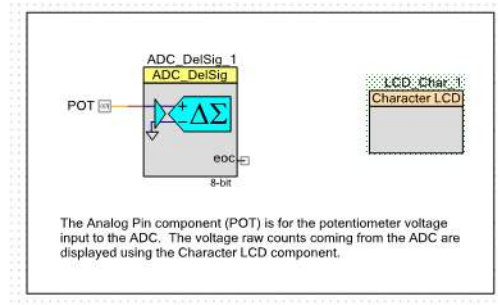 ADC_DelSig_1
ADC_DelSig
LCD_Char_1
Character LCD
POT
ΔΣ
eoc
8-bit
The Analog Pin component (POT) is for the potentiometer voltage
input to the ADC. The voltage raw counts coming from the ADC are
displayed using the Character LCD component.